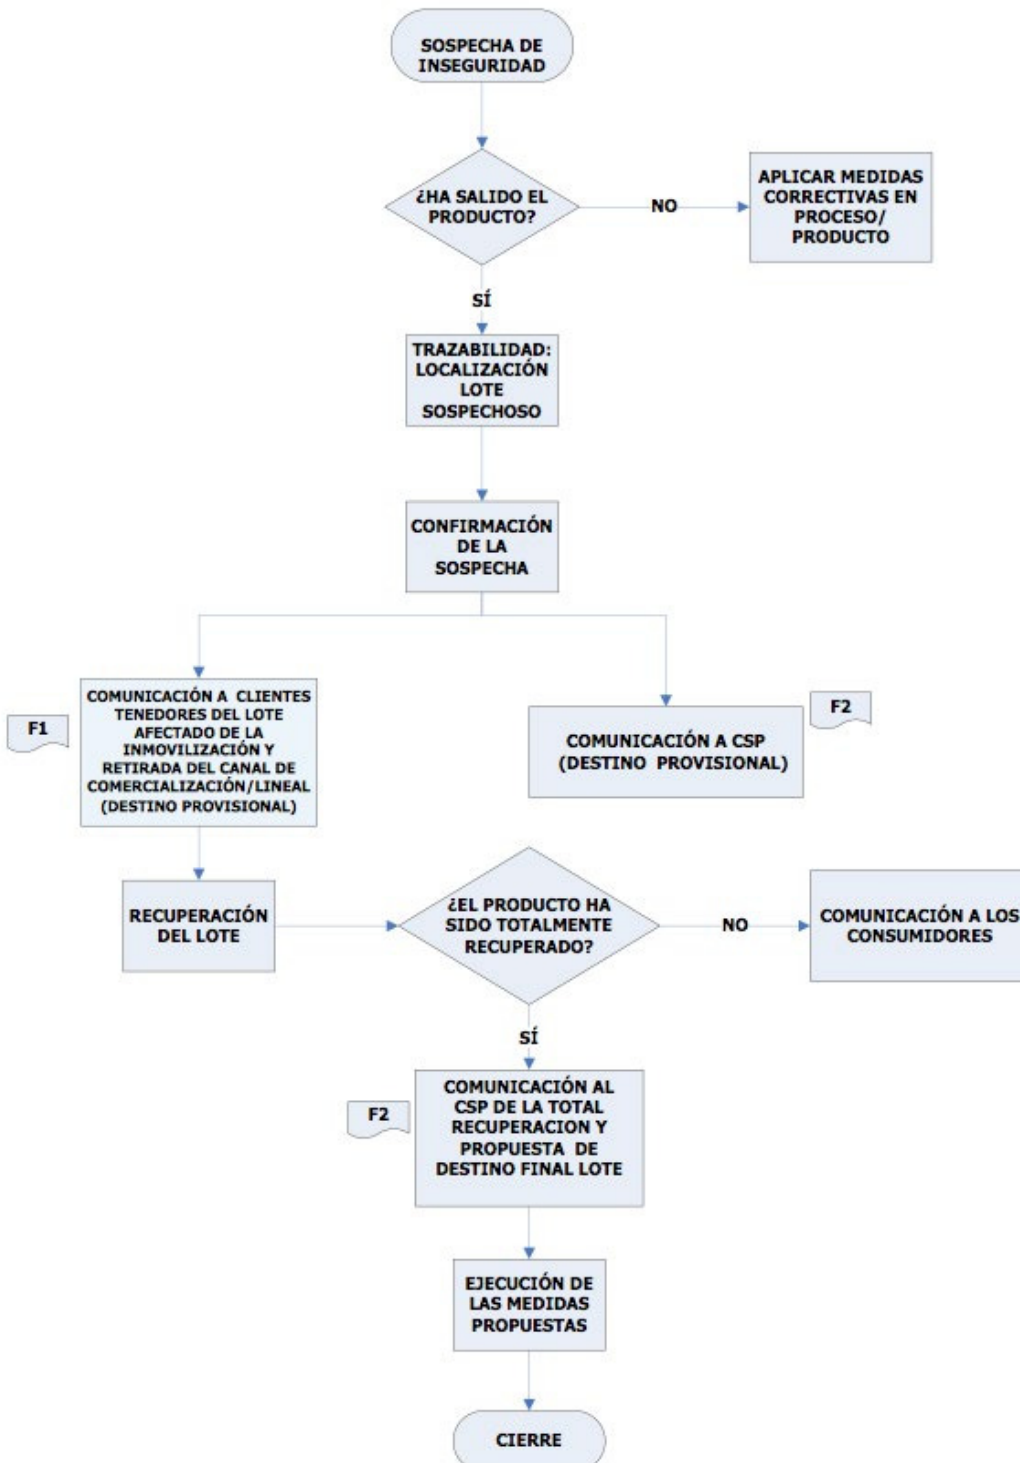 SOSPECHA DE
INSEGURIDAD
¿HA SALIDO EL
PRODUCTO?
NO
APLICAR MEDIDAS
CORRECTIVAS EN
PROCESO/
PRODUCTO
SÍ
TRAZABILIDAD:
LOCALIZACIÓN
LOTE
SOSPECHOSO
CONFIRMACIÓN
DE LA
SOSPECHA
F1
COMUNICACIÓN A CLIENTES
TENEDORES DEL LOTE
AFECTADO DE LA
INMOVILIZACIÓN Y
RETIRADA DEL CANAL DE
COMERCIALIZACIÓN/LINEAL
(DESTINO PROVISIONAL)
F2
COMUNICACIÓN A CSP
(DESTINO PROVISIONAL)
RECUPERACIÓN
DEL LOTE
¿EL PRODUCTO HA
SIDO TOTALMENTE
RECUPERADO?
NO
COMUNICACIÓN A LOS
CONSUMIDORES
SÍ
F2
COMUNICACIÓN AL
CSP DE LA TOTAL
RECUPERACION Y
PROPUESTA DE
DESTINO FINAL LOTE
EJECUCIÓN DE
LAS MEDIDAS
PROPUESTAS
CIERRE